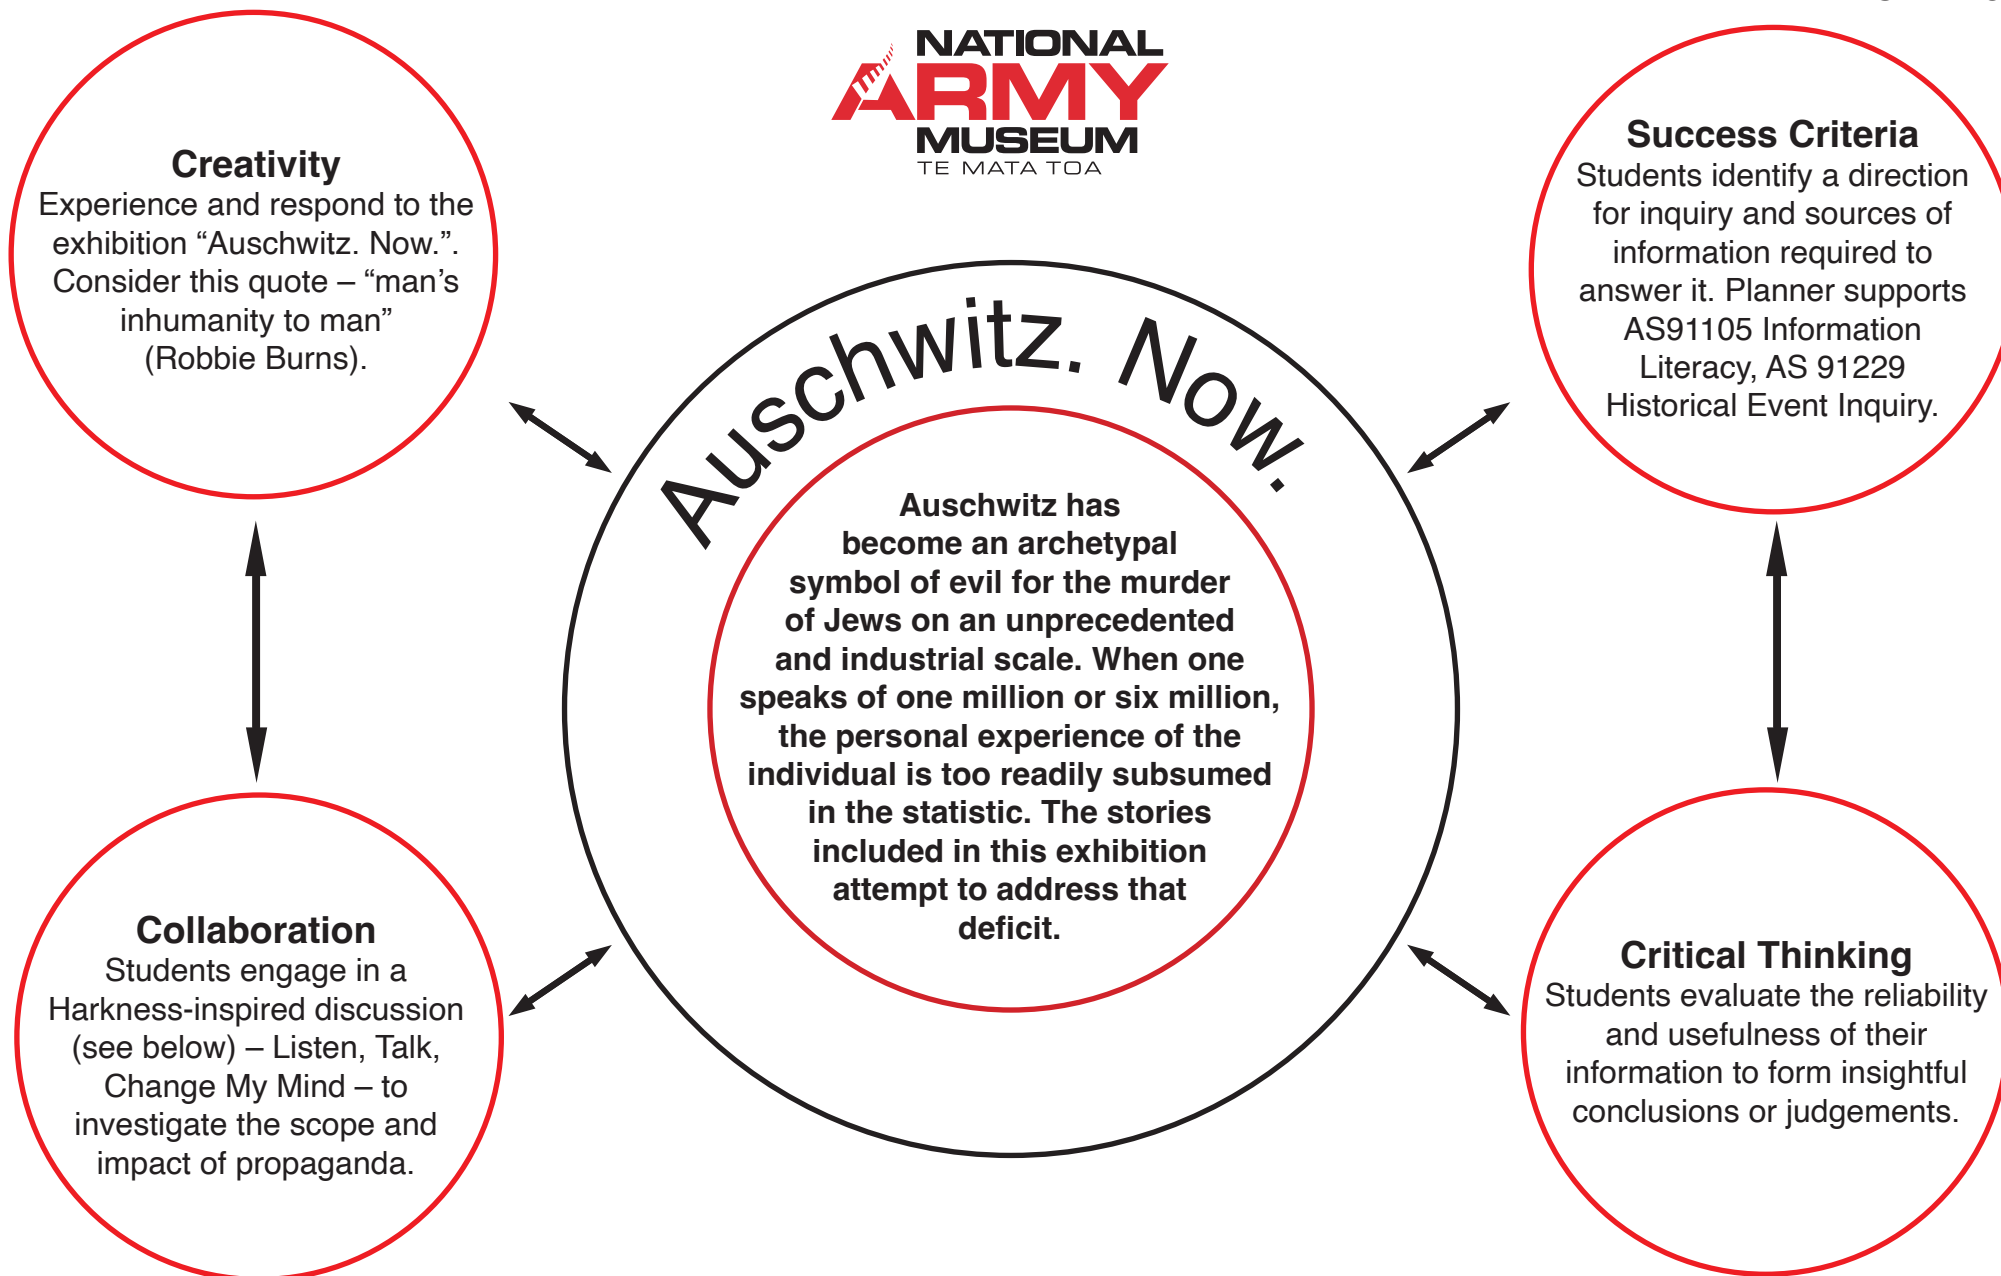 NATIONAL
ARMY
MUSEUM
TE MATA TOA
Creativity
Experience and respond to the
exhibition “Auschwitz. Now.”.
Consider this quote – “man’s
inhumanity to man”
(Robbie Burns).
Success Criteria
Students identify a direction
for inquiry and sources of
information required to
answer it. Planner supports
AS91105 Information
Literacy, AS 91229
Historical Event Inquiry.
Auschwitz. Now.
Auschwitz has
become an archetypal
symbol of evil for the murder
of Jews on an unprecedented
and industrial scale. When one
speaks of one million or six million,
the personal experience of the
individual is too readily subsumed
in the statistic. The stories
included in this exhibition
attempt to address that
deficit.
Collaboration
Students engage in a
Harkness-inspired discussion
(see below) – Listen, Talk,
Change My Mind – to
investigate the scope and
impact of propaganda.
Critical Thinking
Students evaluate the reliability
and usefulness of their
information to form insightful
conclusions or judgements.